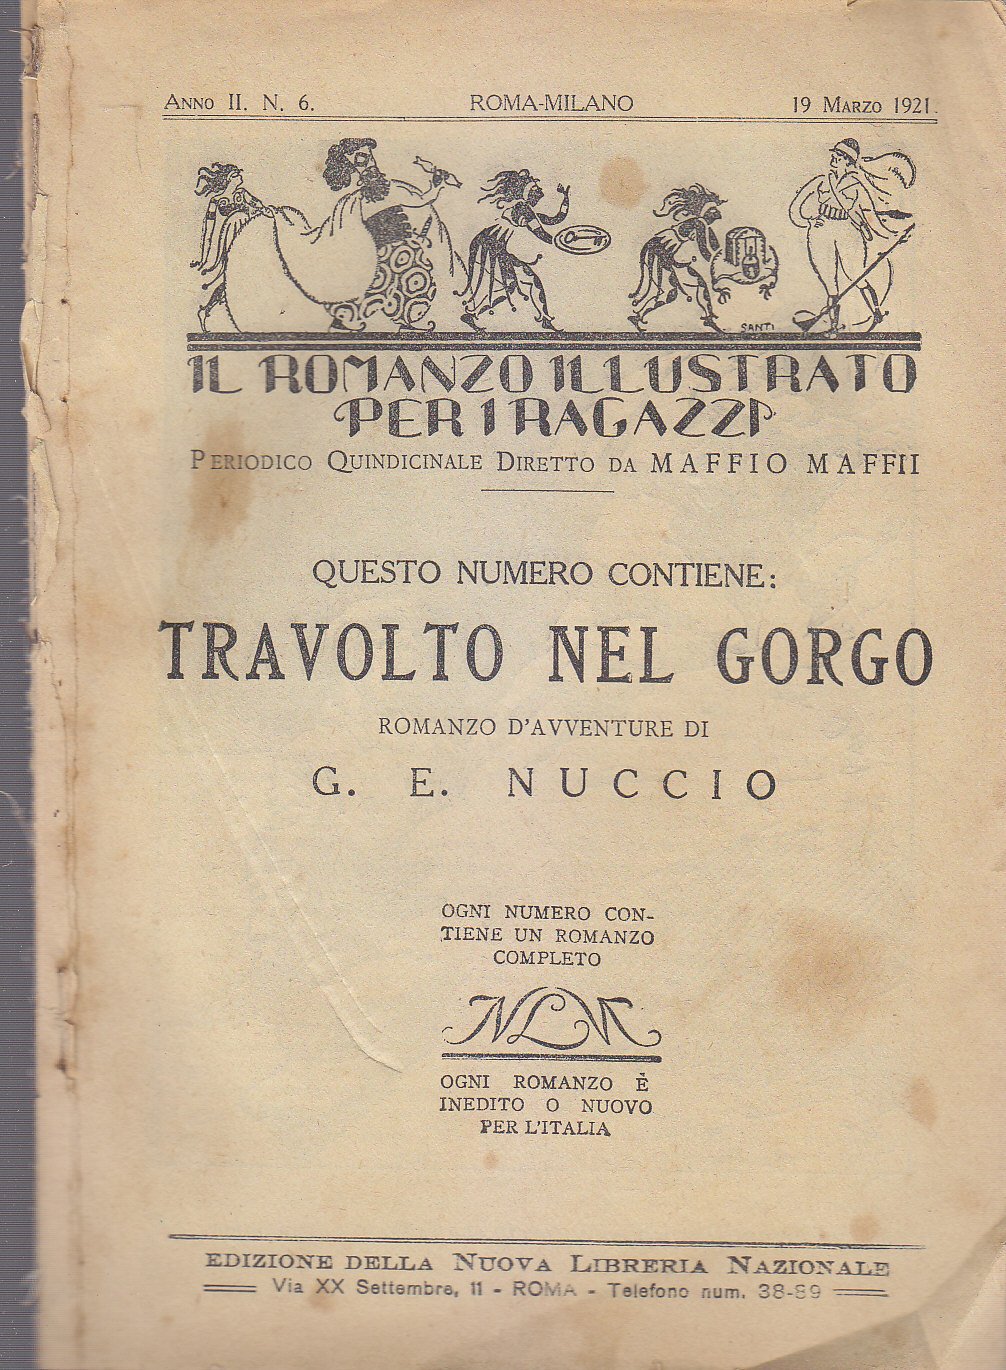 ANNO II. N. 6. ROMA-MILANO 19 MARZO 1921.
SANTI
IL ROMANZO ILLUSTRATO
PER I RAGAZZI
PERIODICO QUINDICINALE DIRETTO DA MAFFIO MAFFII
QUESTO NUMERO CONTIENE:
TRAVOLTO NEL GORGO
ROMANZO D'AVVENTURE DI
G. E. NUCCIO
OGNI NUMERO CON-
TIENE UN ROMANZO
COMPLETO
NLN
OGNI ROMANZO È
INEDITO O NUOVO
PER L'ITALIA
EDIZIONE DELLA NUOVA LIBRERIA NAZIONALE
Via XX Settembre, 11 - ROMA - Telefono num. 38-89